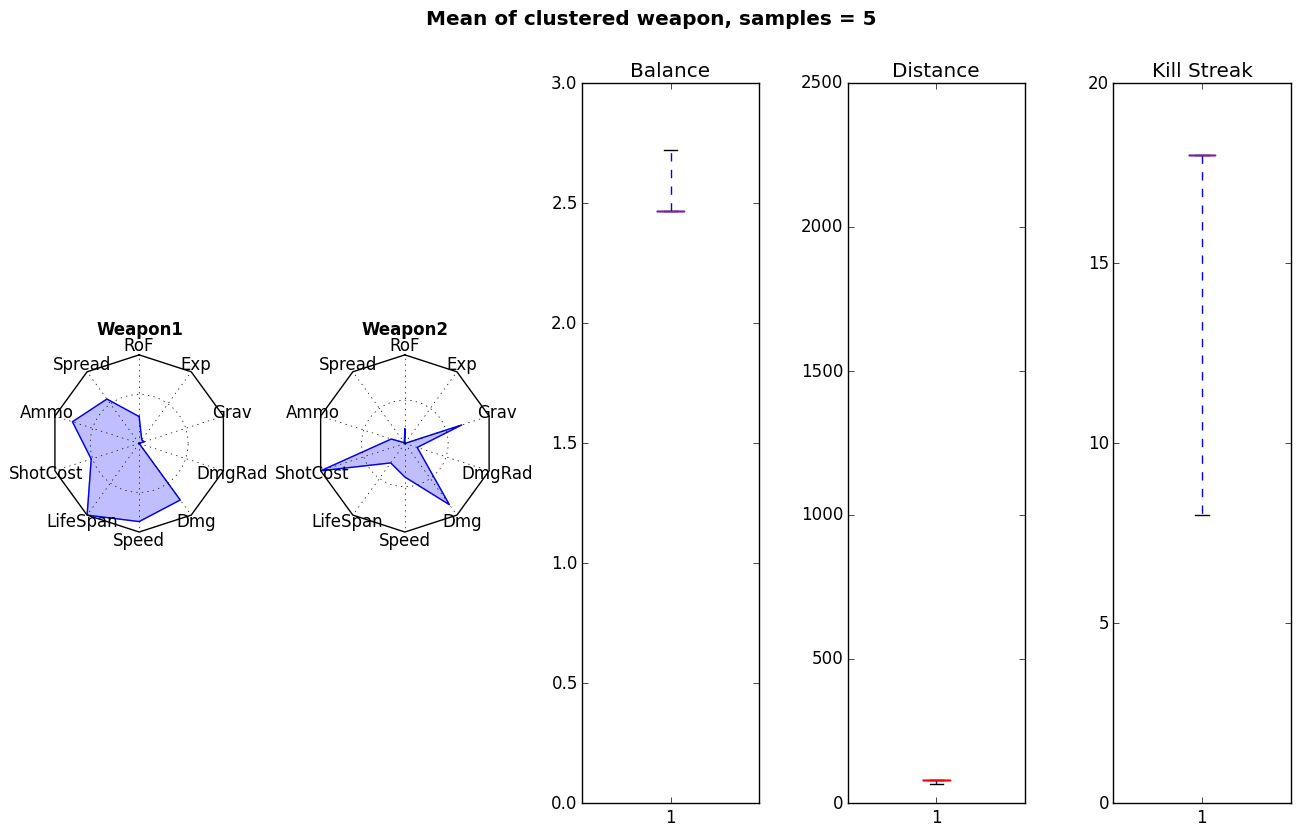 Mean of clustered weapon, samples = 5
Weapon1
RoF
Exp
Grav
DmgRad
Dmg
Speed
LifeSpan
ShotCost
Ammo
Spread
Weapon2
RoF
Exp
Grav
DmgRad
Dmg
Speed
LifeSpan
ShotCost
Ammo
Spread
Balance
3.0
2.5
2.0
1.5
1.0
0.5
0.0
1
Distance
2500
2000
1500
1000
500
0
1
Kill Streak
20
15
10
5
0
1